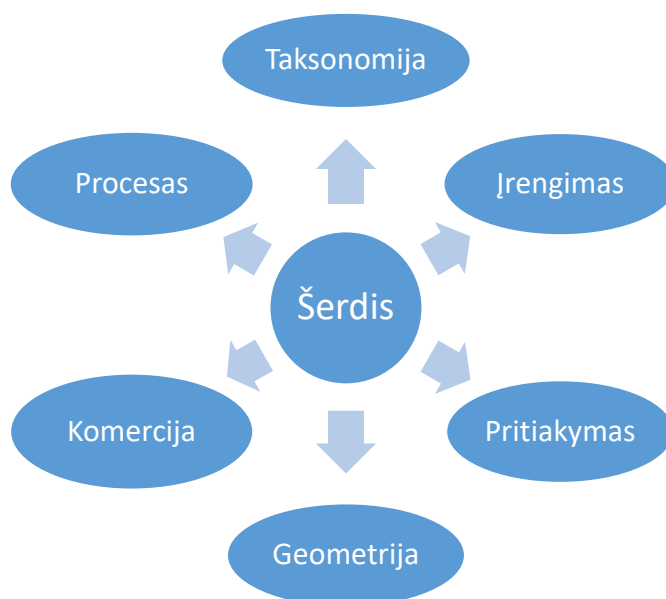 Taksonomija
Procesas
Įrengimas
Šerdis
Komercija
Pritiakymas
Geometrija